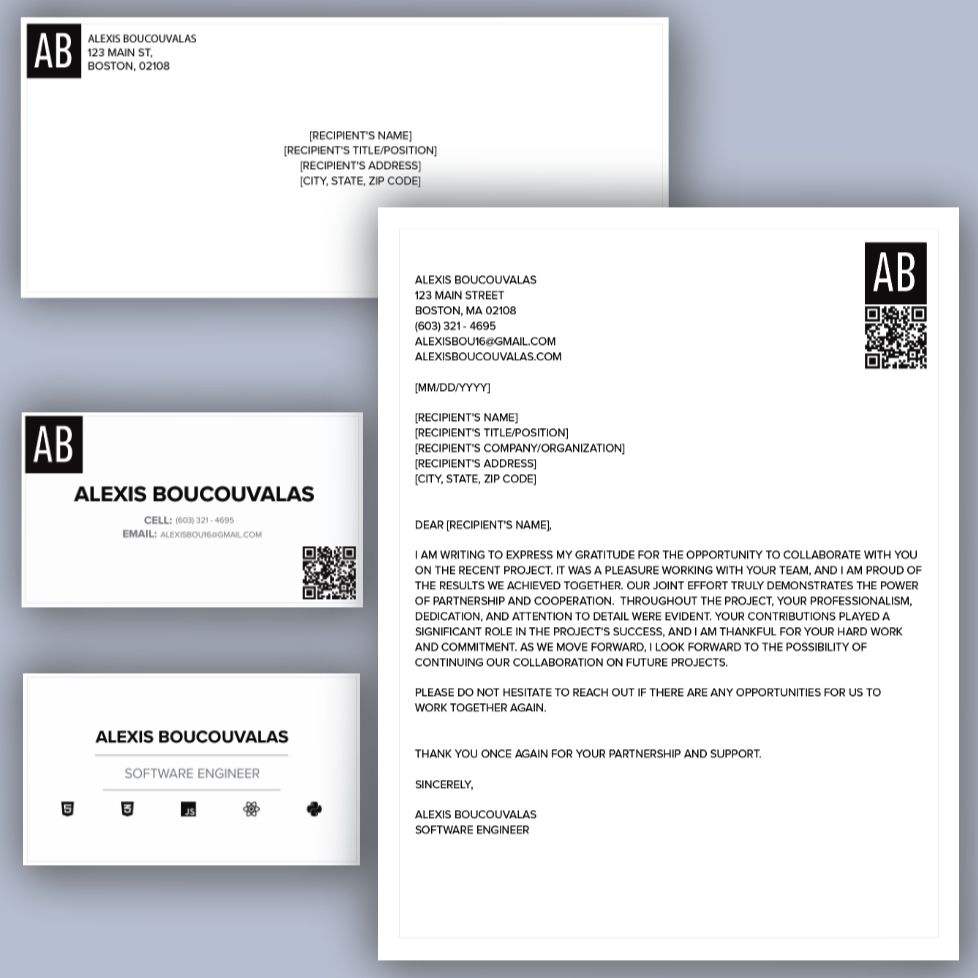 AB
ALEXIS BOUCOUVALAS
123 MAIN ST,
BOSTON, 02108
[RECIPIENT'S NAME]
[RECIPIENT'S TITLE/POSITION]
[RECIPIENT'S ADDRESS]
[CITY, STATE, ZIP CODE]
AB
ALEXIS BOUCOUVALAS
123 MAIN STREET
BOSTON, MA 02108
(603) 321 - 4695
ALEXISBOU16@GMAIL.COM
ALEXISBOUCOUVALAS.COM
[MM/DD/YYYY]
[RECIPIENT'S NAME]
[RECIPIENT'S TITLE/POSITION]
[RECIPIENT'S COMPANY/ORGANIZATION]
[RECIPIENT'S ADDRESS]
[CITY, STATE, ZIP CODE]
DEAR [RECIPIENT'S NAME],
I AM WRITING TO EXPRESS MY GRATITUDE FOR THE OPPORTUNITY TO COLLABORATE WITH YOU
ON THE RECENT PROJECT. IT WAS A PLEASURE WORKING WITH YOUR TEAM, AND I AM PROUD OF
THE RESULTS WE ACHIEVED TOGETHER. OUR JOINT EFFORT TRULY DEMONSTRATES THE POWER
OF PARTNERSHIP AND COOPERATION. THROUGHOUT THE PROJECT, YOUR PROFESSIONALISM,
DEDICATION, AND ATTENTION TO DETAIL WERE EVIDENT. YOUR CONTRIBUTIONS PLAYED A
SIGNIFICANT ROLE IN THE PROJECT'S SUCCESS, AND I AM THANKFUL FOR YOUR HARD WORK
AND COMMITMENT. AS WE MOVE FORWARD, I LOOK FORWARD TO THE POSSIBILITY OF
CONTINUING OUR COLLABORATION ON FUTURE PROJECTS.
PLEASE DO NOT HESITATE TO REACH OUT IF THERE ARE ANY OPPORTUNITIES FOR US TO
WORK TOGETHER AGAIN.
THANK YOU ONCE AGAIN FOR YOUR PARTNERSHIP AND SUPPORT.
SINCERELY,
ALEXIS BOUCOUVALAS
SOFTWARE ENGINEER
AB
ALEXIS BOUCOUVALAS
CELL: (603) 321 - 4695
EMAIL: ALEXISBOU16@GMAIL.COM
ALEXIS BOUCOUVALAS
SOFTWARE ENGINEER
5 3 JS